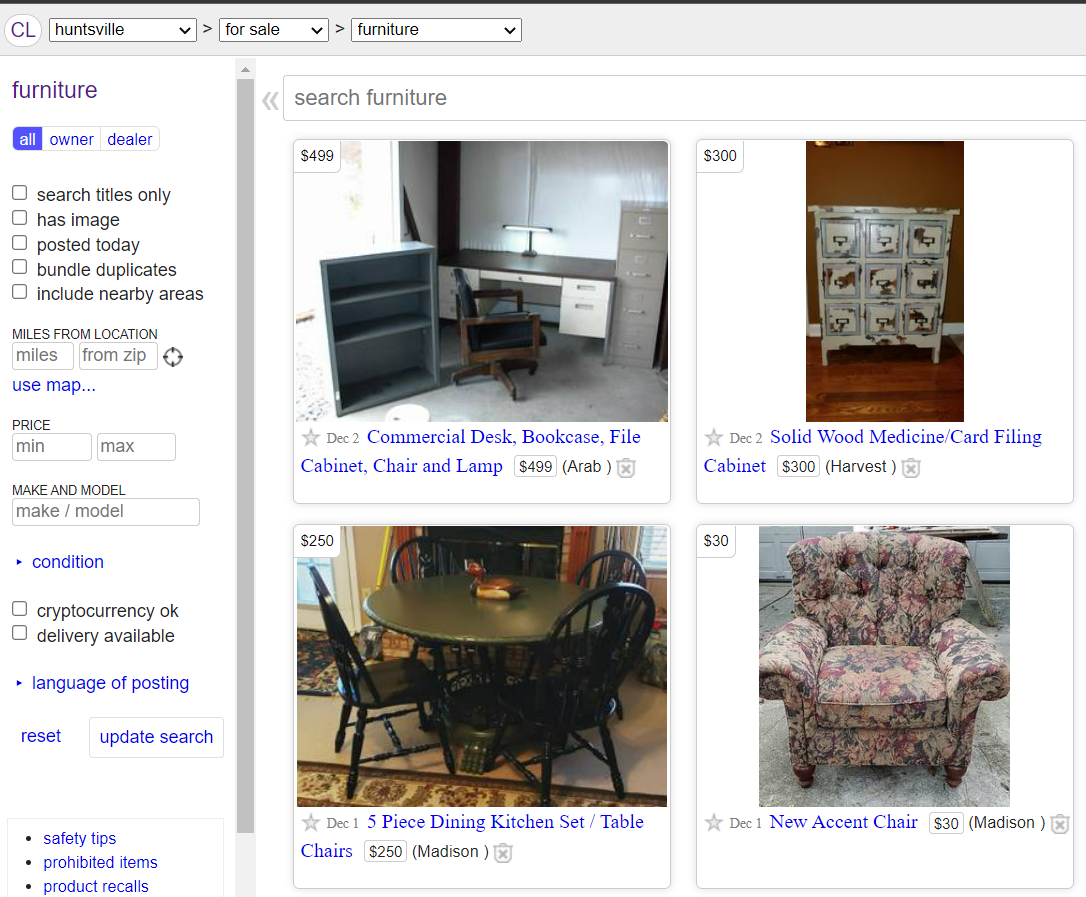 CL huntsville > for sale > furniture
furniture
all owner dealer
search titles only
has image
posted today
bundle duplicates
include nearby areas
MILES FROM LOCATION
miles from zip
use map...
PRICE
min max
MAKE AND MODEL
make / model
condition
cryptocurrency ok
delivery available
language of posting
reset update search
safety tips
prohibited items
product recalls
search furniture
$499
Dec 2 Commercial Desk, Bookcase, File
Cabinet, Chair and Lamp $499 (Arab )
$300
Dec 2 Solid Wood Medicine/Card Filing
Cabinet $300 (Harvest )
$250
Dec 1 5 Piece Dining Kitchen Set / Table
Chairs $250 (Madison )
$30
Dec 1 New Accent Chair $30 (Madison )